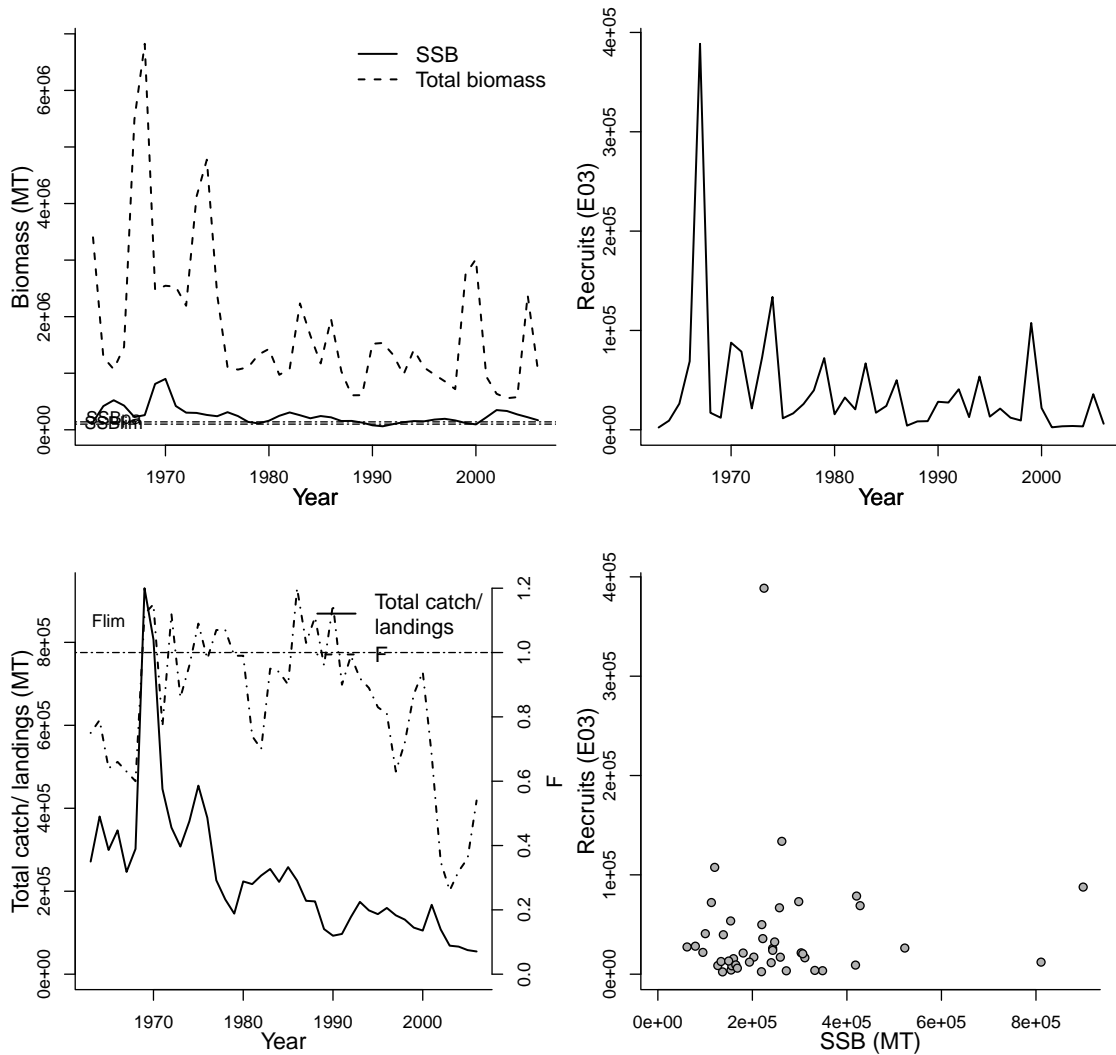 SSB
Total biomass
Biomass (MT)
0e+00
2e+06
4e+06
6e+06
SSBlim
1970
1980
1990
2000
Year
Recruits (E03)
0e+00
1e+05
2e+05
3e+05
4e+05
1970
1980
1990
2000
Year
Total catch/
landings
F
Flim
Total catch/ landings (MT)
0e+00
2e+05
4e+05
6e+05
8e+05
0.0
0.2
0.4
0.6
0.8
1.0
1.2
F
1970
1980
1990
2000
Year
Recruits (E03)
0e+00
1e+05
2e+05
3e+05
4e+05
0e+00
2e+05
4e+05
6e+05
8e+05
SSB (MT)